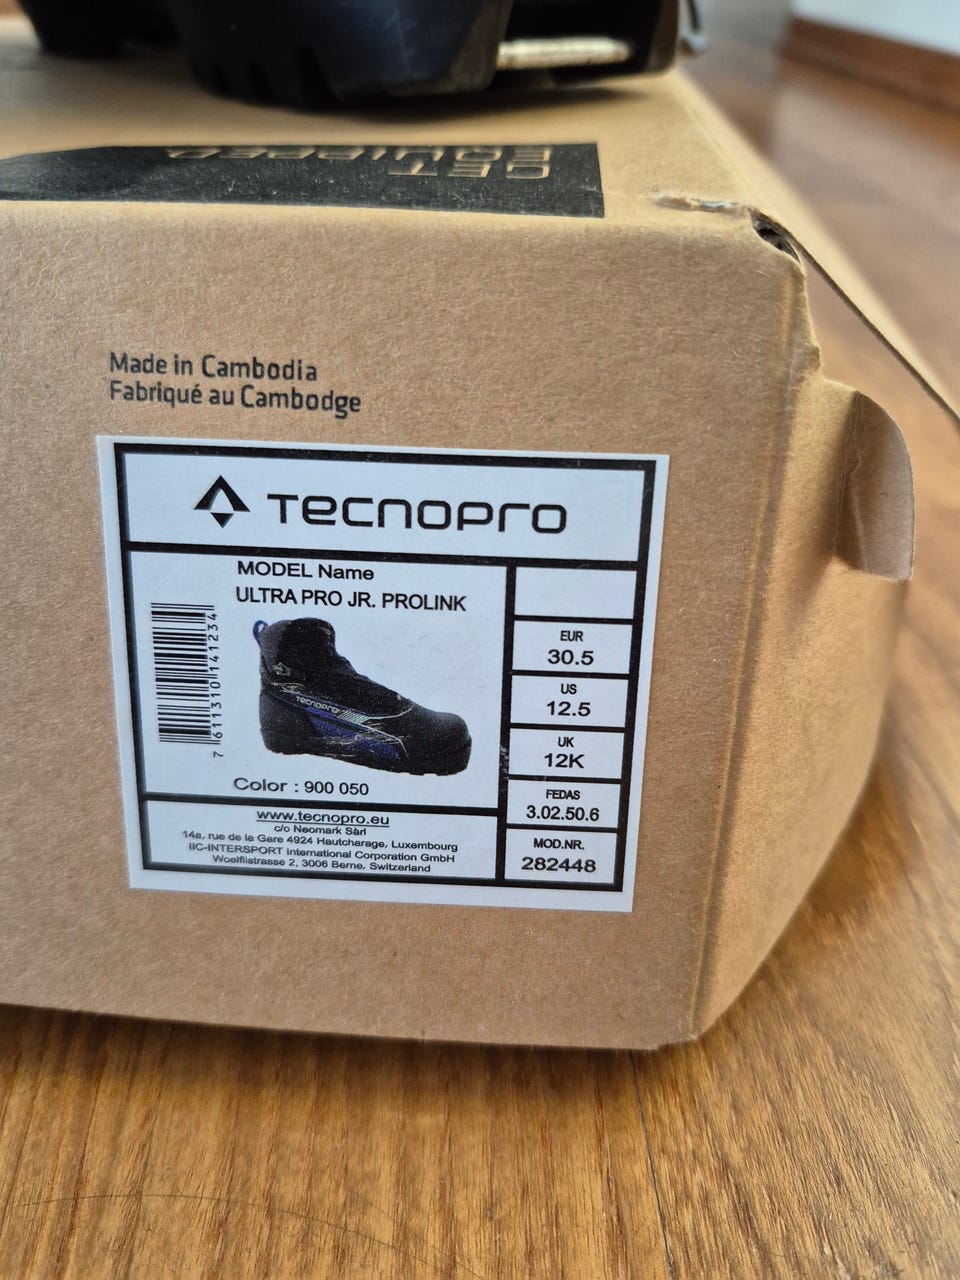 GET
EQUIPPED
Made in Cambodia
Fabriqué au Cambodge
TECNOPRO
MODEL Name
ULTRA PRO JR. PROLINK
7 611310 141234
TECNOPRO
Color : 900 050
EUR
30.5
US
12.5
UK
12K
FEDAS
3.02.50.6
MOD.NR.
282448
www.tecnopro.eu
c/o Neomark Sàrl
14a, rue de la Gare 4924 Hautcharage, Luxembourg
IIC-INTERSPORT International Corporation GmbH
Woelflistrasse 2, 3006 Berne, Switzerland